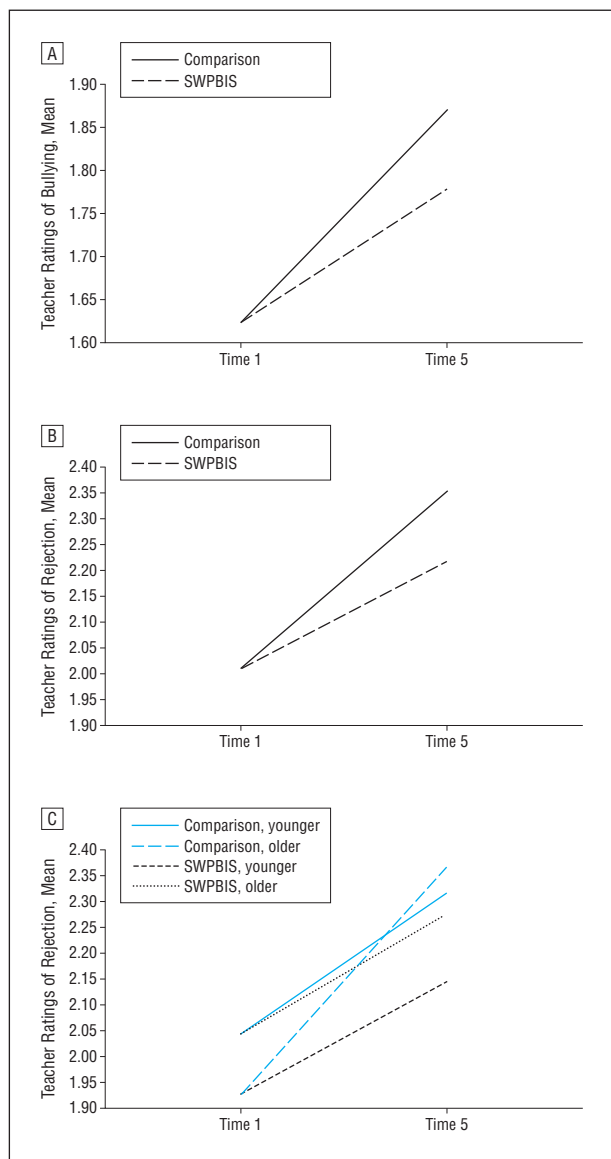 A
Comparison
SWPBIS
1.90
1.85
1.80
1.75
1.70
1.65
1.60
Teacher Ratings of Bullying, Mean
Time 1 Time 5
B
Comparison
SWPBIS
2.40
2.35
2.30
2.25
2.20
2.15
2.10
2.05
2.00
1.95
1.90
Teacher Ratings of Rejection, Mean
Time 1 Time 5
C
Comparison, younger
Comparison, older
SWPBIS, younger
SWPBIS, older
2.40
2.35
2.30
2.25
2.20
2.15
2.10
2.05
2.00
1.95
1.90
Teacher Ratings of Rejection, Mean
Time 1 Time 5